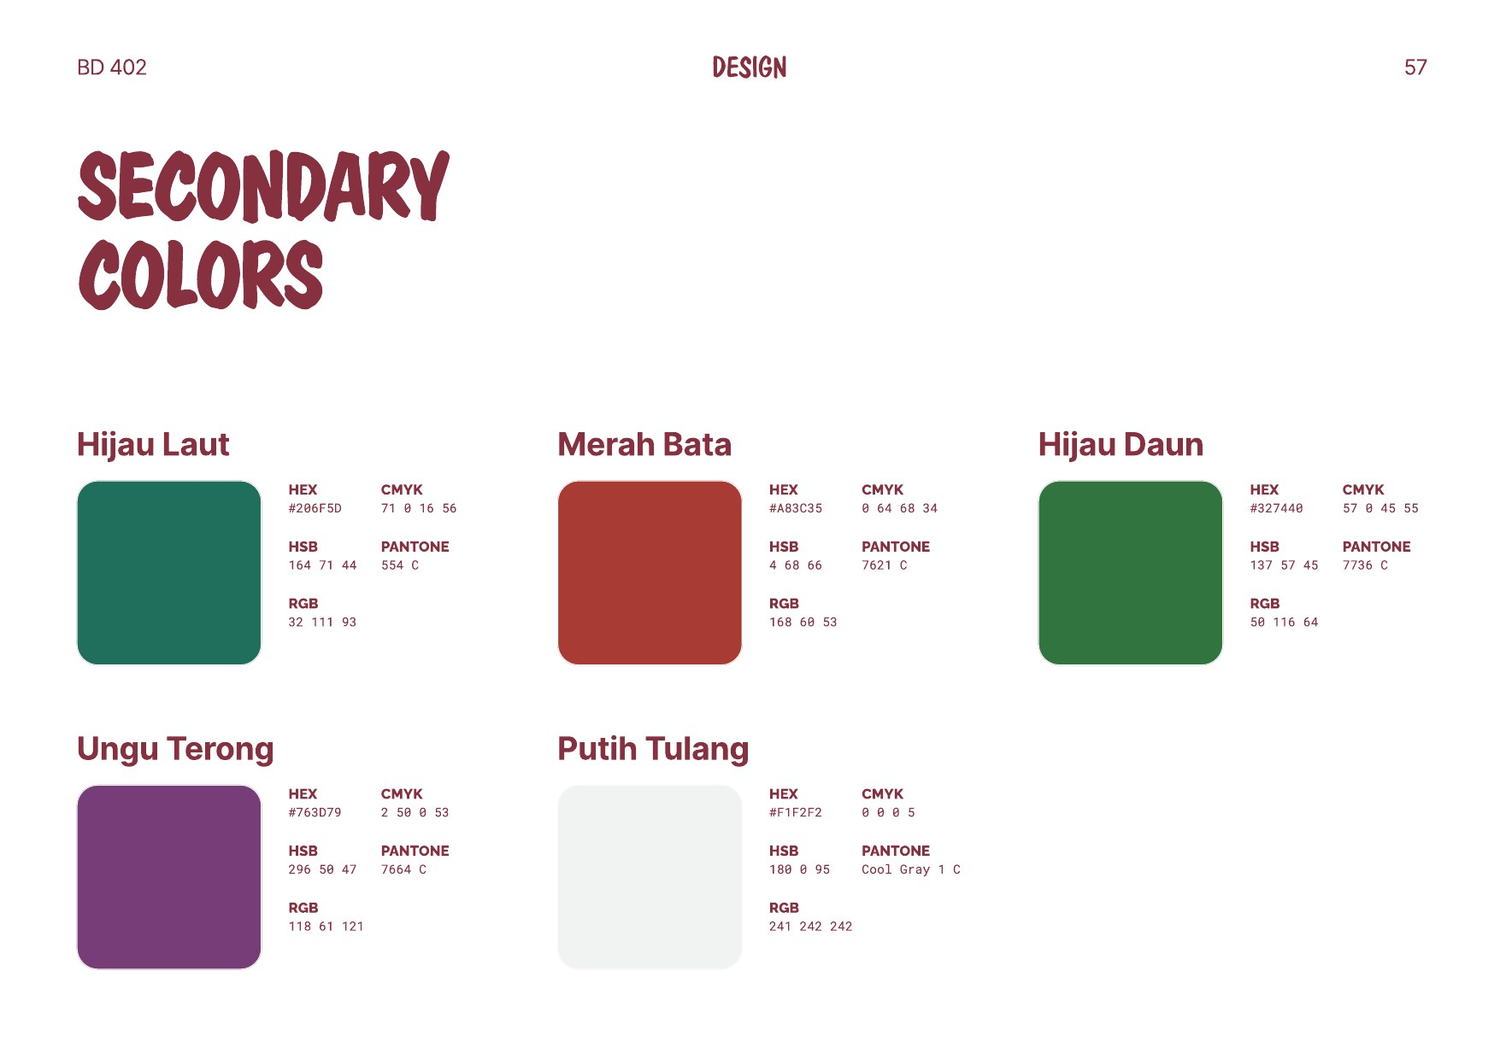 BD 402
DESIGN
57
SECONDARY
COLORS
Hijau Laut
HEX CMYK
#206F5D 71 0 16 56
HSB PANTONE
164 71 44 554 C
RGB
32 111 93
Merah Bata
HEX CMYK
#A83C35 0 64 68 34
HSB PANTONE
4 68 66 7621 C
RGB
168 60 53
Hijau Daun
HEX CMYK
#327440 57 0 45 55
HSB PANTONE
137 57 45 7736 C
RGB
50 116 64
Ungu Terong
HEX CMYK
#763D79 2 50 0 53
HSB PANTONE
296 50 47 7664 C
RGB
118 61 121
Putih Tulang
HEX CMYK
#F1F2F2 0 0 0 5
HSB PANTONE
180 0 95 Cool Gray 1 C
RGB
241 242 242